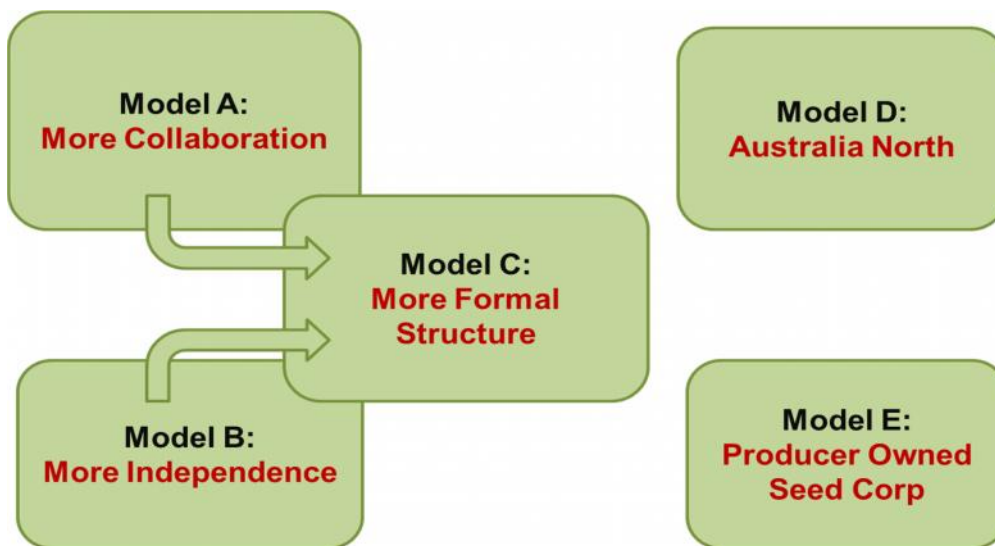 Model A:
More Collaboration
Model D:
Australia North
Model C:
More Formal
Structure
Model B:
More Independence
Model E:
Producer Owned
Seed Corp